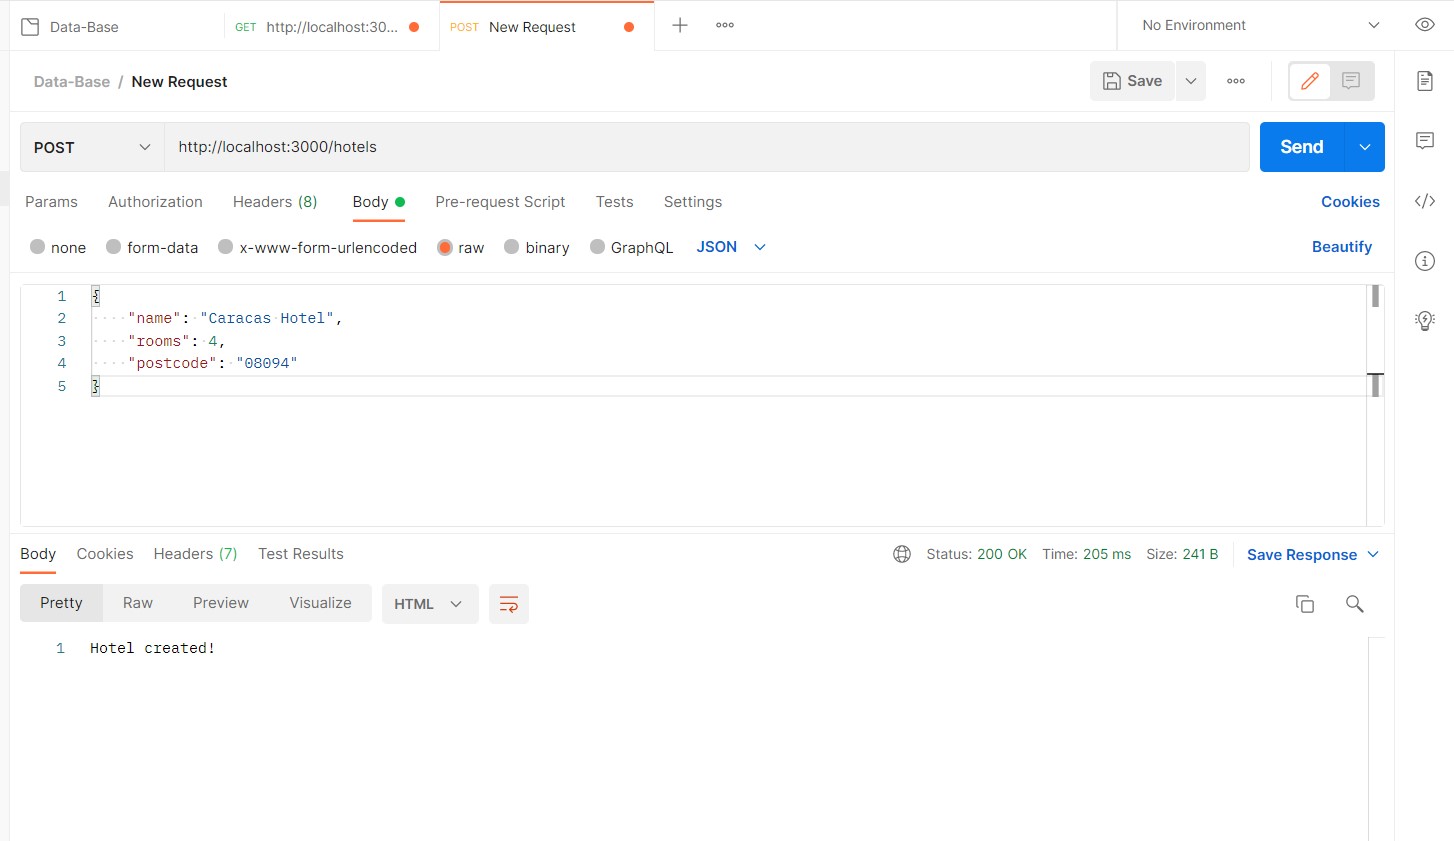 Data-Base GET http://localhost:30... POST New Request No Environment
Data-Base / New Request Save
POST http://localhost:3000/hotels Send
Params Authorization Headers (8) Body Pre-request Script Tests Settings Cookies
none form-data x-www-form-urlencoded raw binary GraphQL JSON Beautify
1 {
2 "name": "Caracas Hotel",
3 "rooms": 4,
4 "postcode": "08094"
5 }
Body Cookies Headers (7) Test Results Status: 200 OK Time: 205 ms Size: 241 B Save Response
Pretty Raw Preview Visualize HTML
1 Hotel created!